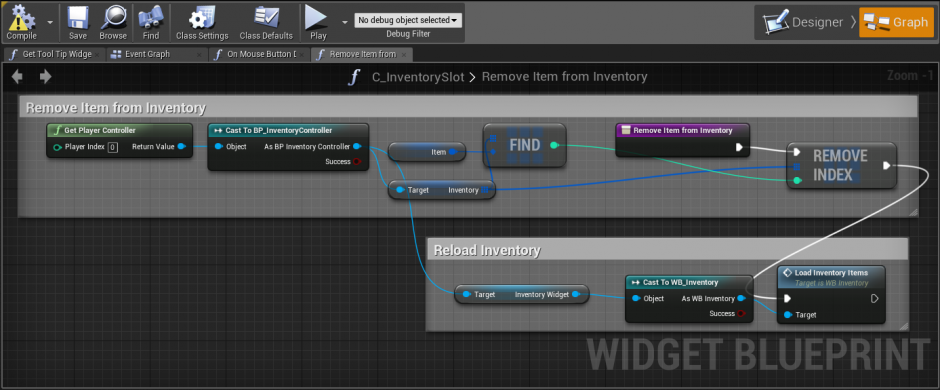 Compile
Save
Browse
Find
Class Settings
Class Defaults
Play
No debug object selected
Debug Filter
Designer
Graph
Get Tool Tip Widge
Event Graph
On Mouse Button D
Remove Item from
C_InventorySlot > Remove Item from Inventory
Zoom -1
Remove Item from Inventory
Get Player Controller
Player Index 0 Return Value
Cast To BP_InventoryController
Object As BP Inventory Controller
Success
Item
Target Inventory
FIND
Remove Item from Inventory
REMOVE
INDEX
Reload Inventory
Target Inventory Widget
Cast To WB_Inventory
Object As WB Inventory
Success
Load Inventory Items
Target is WB Inventory
Target
WIDGET BLUEPRINT